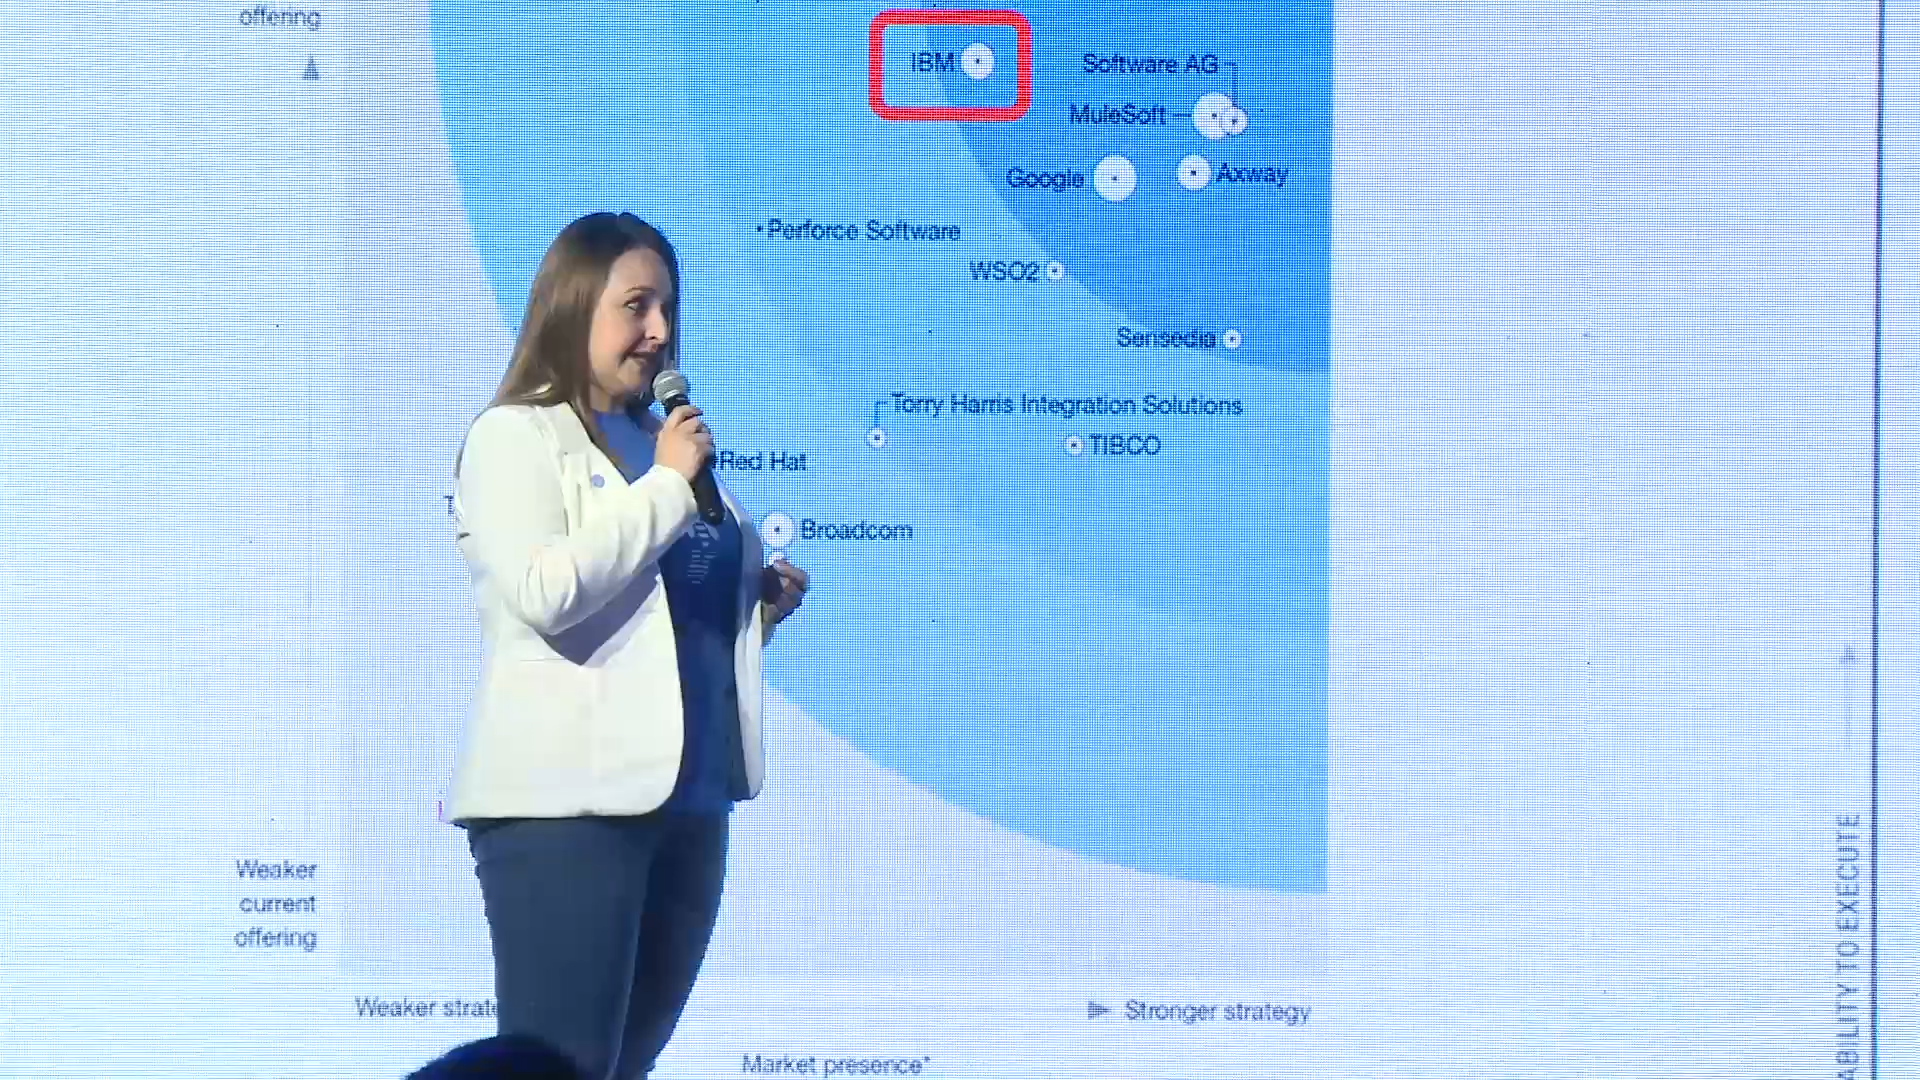 offering
IBM
Software AG
MuleSoft
Google
Axway
Perforce Software
WSO2
Sensedia
Torry Harris Integration Solutions
TIBCO
Red Hat
Broadcom
Weaker
current
offering
Stronger strategy
Weaker
Market presence*
ABILITY TO EXECUTE